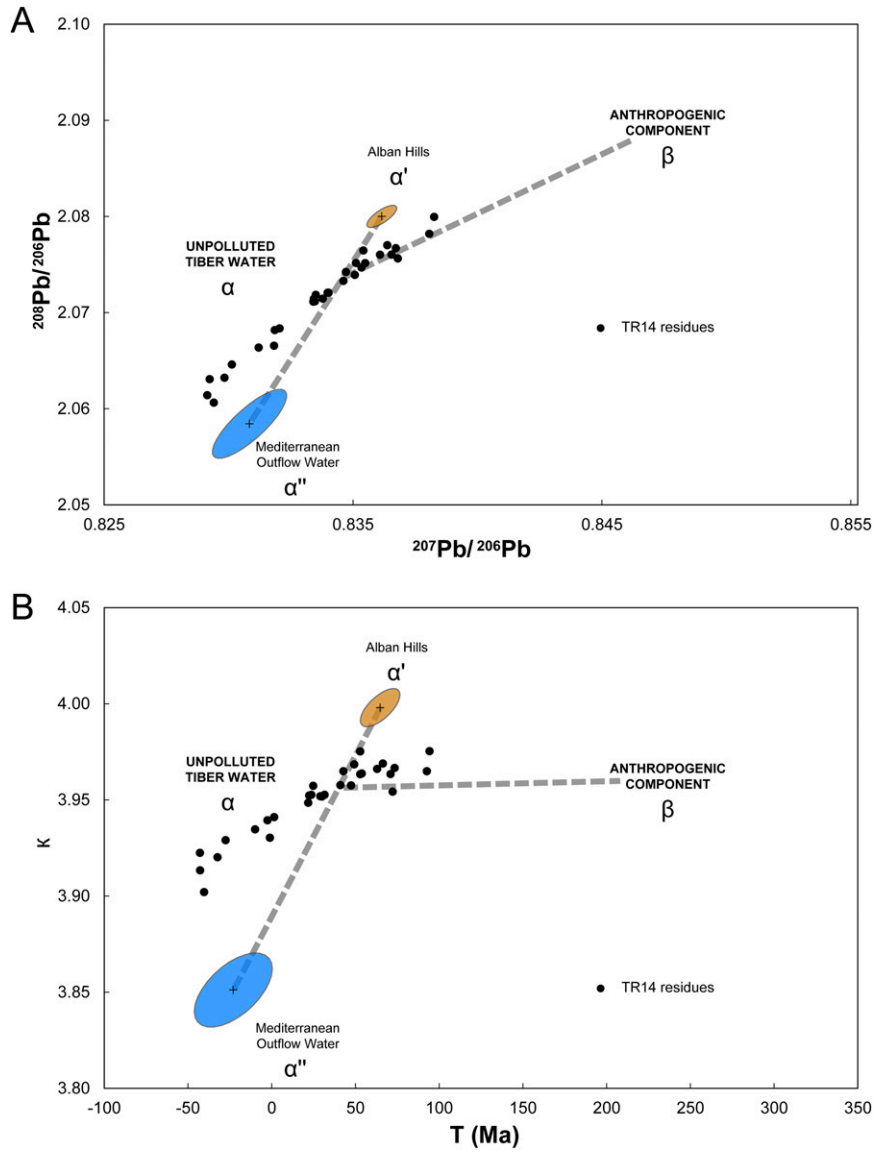 A
2.10
2.09
2.08
2.07
2.06
2.05
208Pb/206Pb
ANTHROPOGENIC
COMPONENT
β
Alban Hills
α'
UNPOLLUTED
TIBER WATER
α
TR14 residues
Mediterranean
Outflow Water
α''
0.825
0.835
0.845
0.855
207Pb/206Pb
B
4.05
4.00
3.95
3.90
3.85
3.80
κ
Alban Hills
α'
UNPOLLUTED
TIBER WATER
α
ANTHROPOGENIC
COMPONENT
β
TR14 residues
Mediterranean
Outflow Water
α''
-100
-50
0
50
100
150
200
250
300
350
T (Ma)